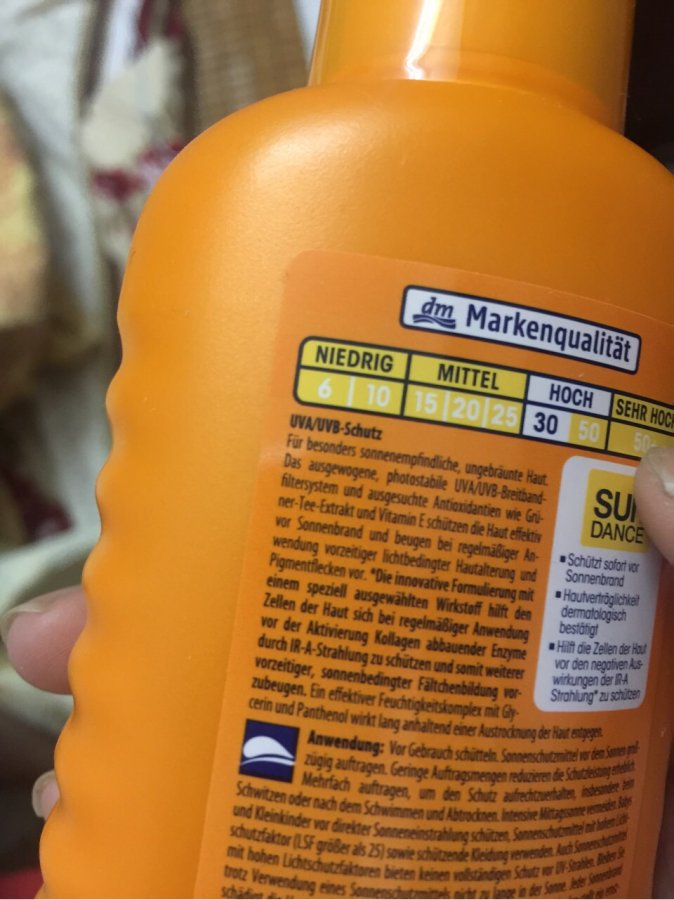 dm Markenqualität
NIEDRIG MITTEL HOCH SEHR HOCH
6 10 15 20 25 30 50 50+
UVA/UVB-Schutz
Für besonders sonnenempfindliche, ungebräunte Haut.
Das ausgewogene, photostabile UVA/UVB-Breitband-
filtersystem und ausgesuchte Antioxidantien wie Grü-
ner-Tee-Extrakt und Vitamin E schützen die Haut effektiv
vor Sonnenbrand und beugen bei regelmäßiger An-
wendung vorzeitiger lichtbedingter Hautalterung und
Pigmentflecken vor. *Die innovative Formulierung mit
einem speziell ausgewählten Wirkstoff hilft den
Zellen der Haut sich bei regelmäßiger Anwendung
vor der Aktivierung Kollagen abbauender Enzyme
durch IR-A-Strahlung zu schützen und somit weiterer
vorzeitiger, sonnenbedingter Fältchenbildung vor-
zubeugen. Ein effektiver Feuchtigkeitskomplex mit Gly-
cerin und Panthenol wirkt lang anhaltend einer Austrocknung der Haut entgegen.
SUN
DANCE
▪ Schützt sofort vor
Sonnenbrand
▪ Hautverträglichkeit
dermatologisch
bestätigt
▪ Hilft die Zellen der Haut
vor den negativen Aus-
wirkungen der IR-A
Strahlung* zu schützen
Anwendung: Vor Gebrauch schütteln. Sonnenschutzmittel vor dem Sonnen groß-
zügig auftragen. Geringe Auftragsmengen reduzieren die Schutzleistung erheblich.
Mehrfach auftragen, um den Schutz aufrechtzuerhalten, insbesondere beim
Schwitzen oder nach dem Schwimmen und Abtrocknen. Intensive Mittagssonne vermeiden. Babys
und Kleinkinder vor direkter Sonneneinstrahlung schützen, Sonnenschutzmittel mit hohem Licht-
schutzfaktor (LSF größer als 25) sowie schützende Kleidung verwenden. Auch Sonnenschutzmittel
mit hohen Lichtschutzfaktoren bieten keinen vollständigen Schutz vor UV-Strahlen. Bleiben Sie
trotz Verwendung eines Sonnenschutzmittels nicht zu lange in der Sonne. Jeder Sonnenbrand
schädigt die